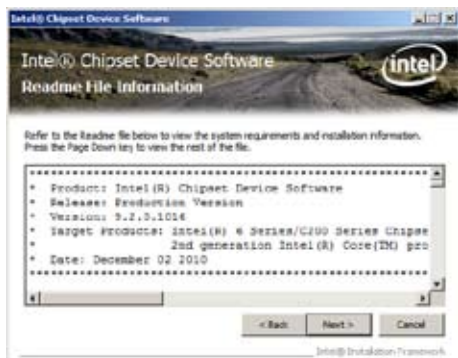 Intel® Chipset Device Software
Intel® Chipset Device Software
intel
Readme File Information
Refer to the Readme file below to view the system requirements and installation information.
Press the Page Down key to view the rest of the file.
********************************************************
* Product: Intel(R) Chipset Device Software
* Release: Production Version
* Version: 9.2.0.1016
* Target Products: Intel(R) 6 Series/C200 Series Chipse
* 2nd generation Intel(R) Core(TM) pro
* Date: December 02 2010
********************************************************
< Back Next > Cancel
Intel® Installation Framework